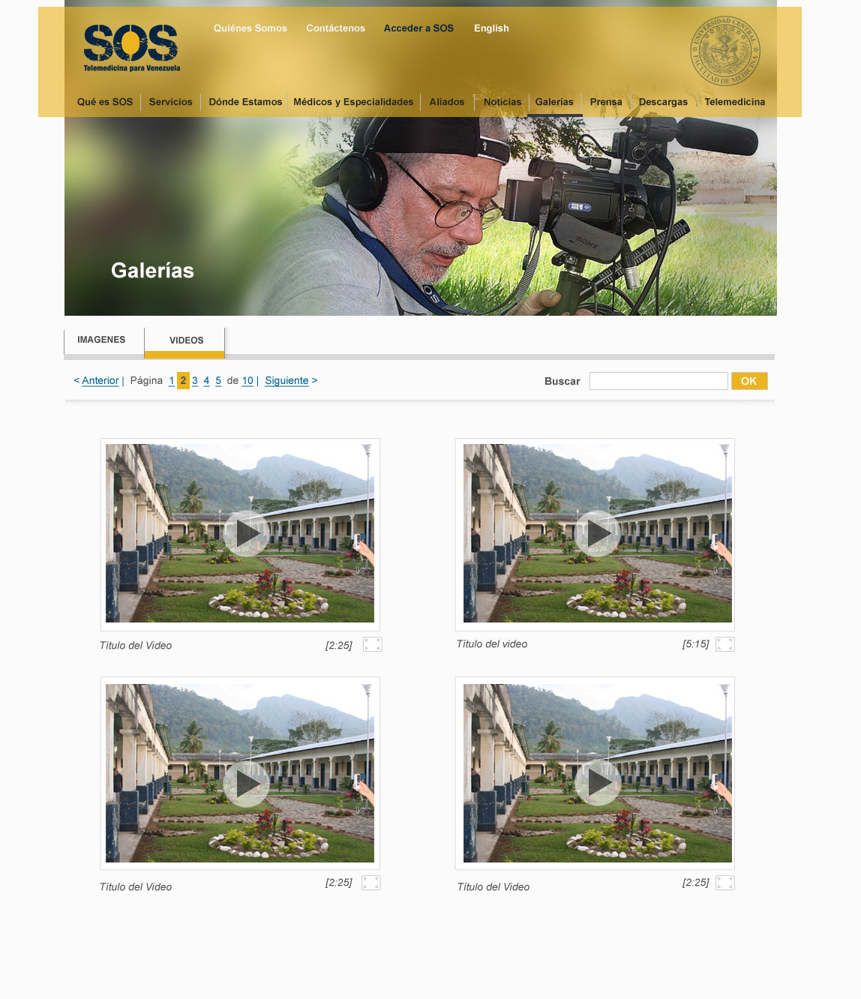 Quiénes Somos Contáctenos Acceder a SOS English
SOS
Telemedicina para Venezuela
UNIVERSIDAD CENTRAL
FACULTAD DE MEDICINA
Qué es SOS Servicios Dónde Estamos Médicos y Especialidades Aliados Noticias Galerías Prensa Descargas Telemedicina
SONY
Galerías
IMAGENES VIDEOS
< Anterior | Página 1 2 3 4 5 de 10 | Siguiente >
Buscar OK
Título del Video [2:25]
Título del video [5:15]
Título del Video [2:25]
Título del Video [2:25]